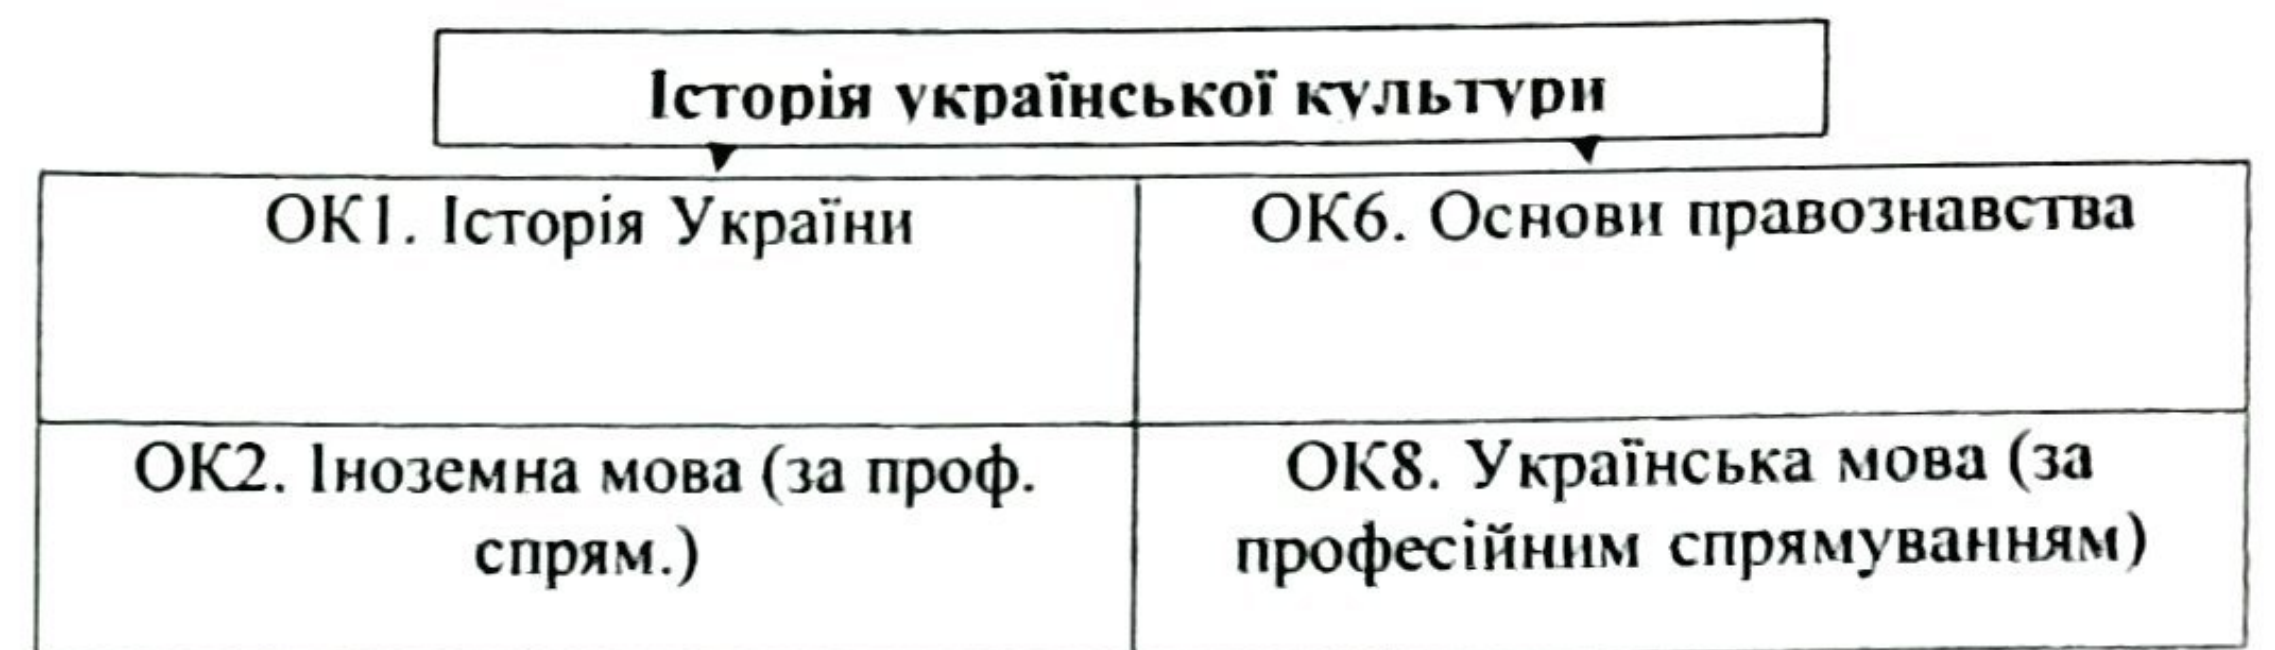 Історія української культури
ОК1. Історія України
ОК6. Основи правознавства
ОК2. Іноземна мова (за проф.
спрям.)
ОК8. Українська мова (за
професійним спрямуванням)